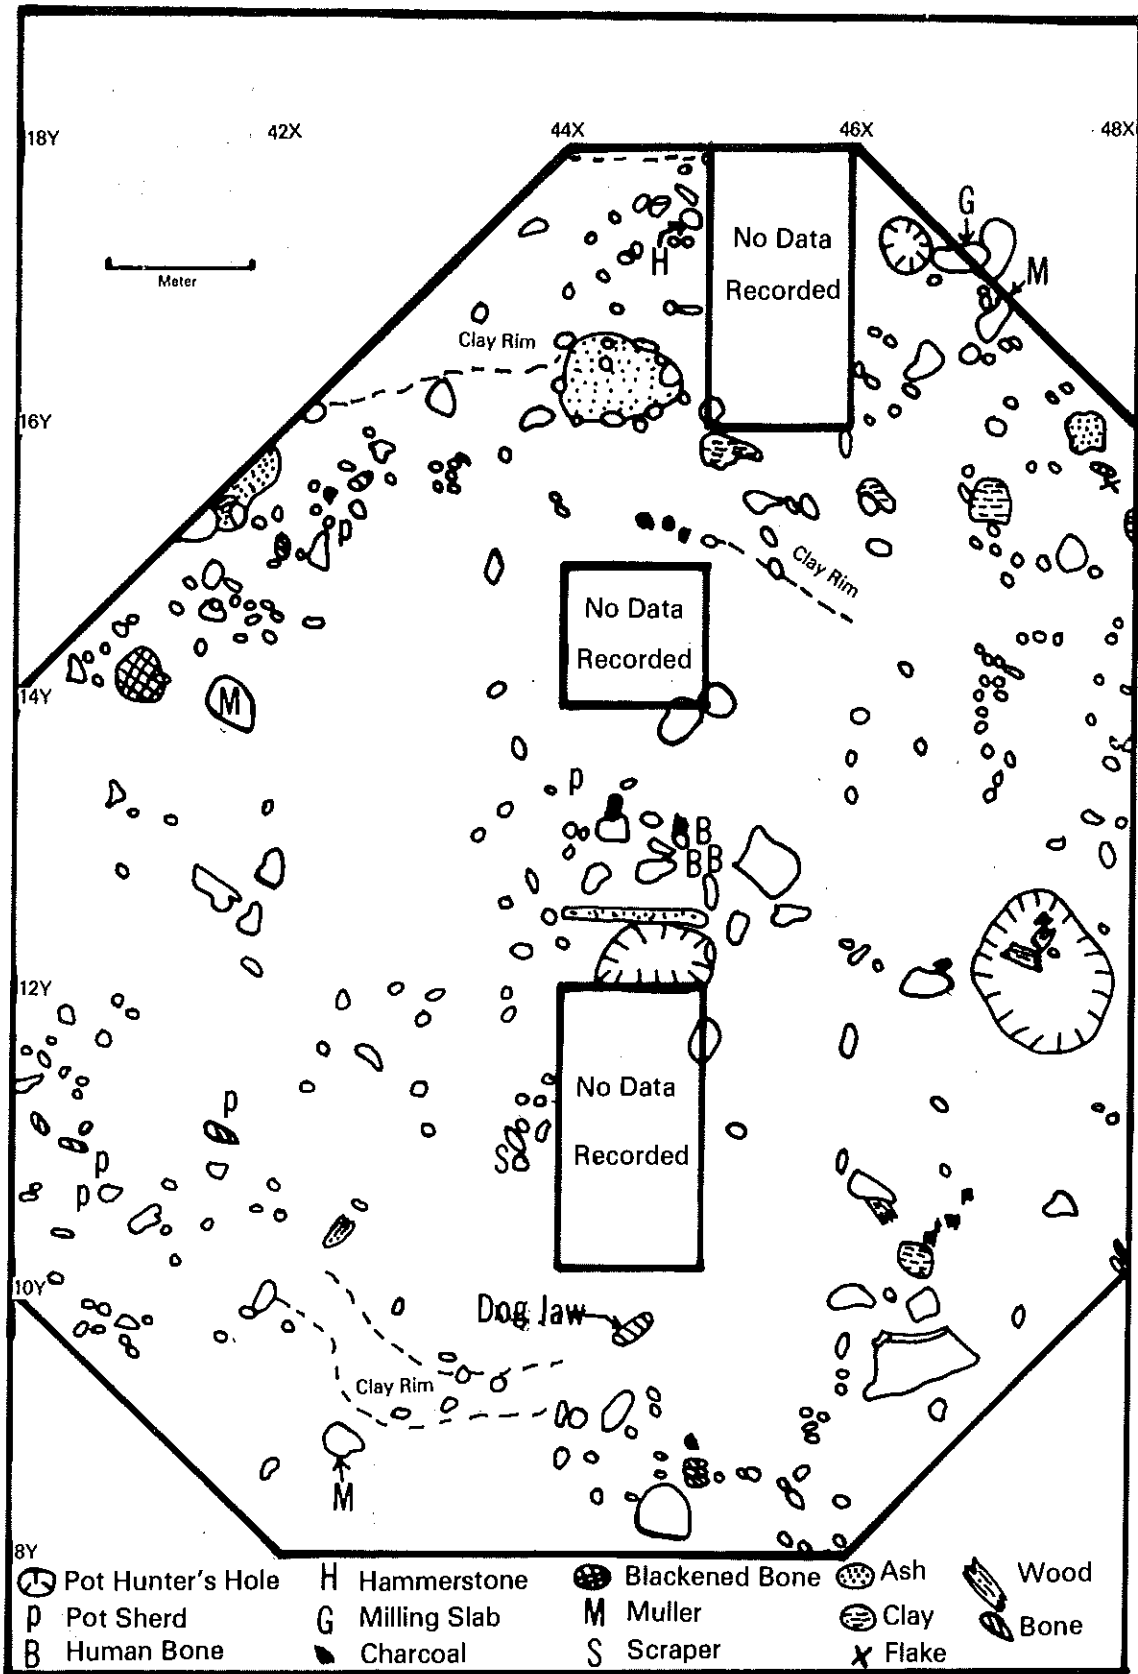 42X
44X
46X
48X
18Y
G
No Data
Recorded
H
M
Meter
Clay Rim
16Y
P
Clay Rim
No Data
Recorded
14Y
M
P
B
B B
12Y
No Data
Recorded
P
S
P
P
10Y
Dog Jaw
Clay Rim
M
8Y
Pot Hunter's Hole
H Hammerstone
Blackened Bone
Ash
Wood
P Pot Sherd
G Milling Slab
M Muller
Clay
Bone
B Human Bone
Charcoal
S Scraper
x Flake